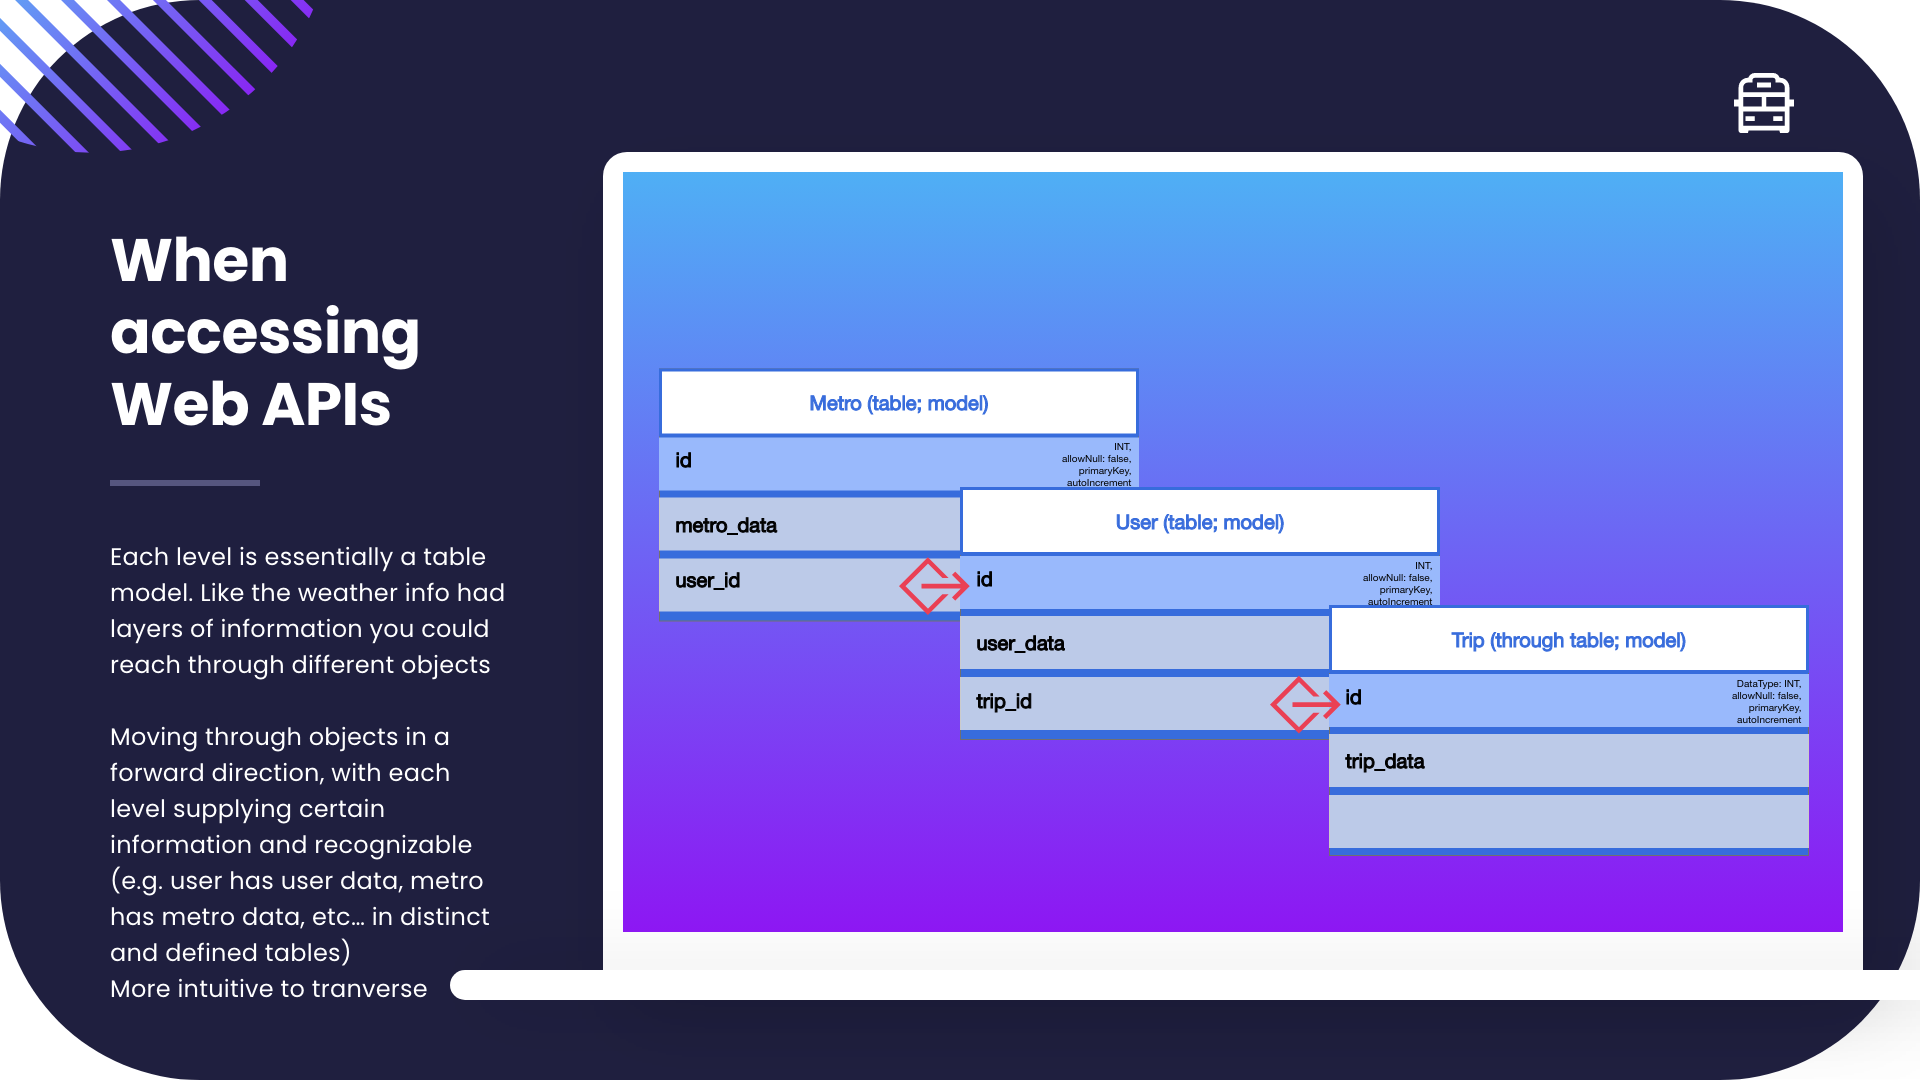 When
accessing
Web APIs
Each level is essentially a table
model. Like the weather info had
layers of information you could
reach through different objects
Moving through objects in a
forward direction, with each
level supplying certain
information and recognizable
(e.g. user has user data, metro
has metro data, etc... in distinct
and defined tables)
More intuitive to tranverse
Metro (table; model)
id
INT,
allowNull: false,
primaryKey,
autoIncrement
metro_data
user_id
User (table; model)
id
INT,
allowNull: false,
primaryKey,
autoIncrement
user_data
trip_id
Trip (through table; model)
id
DataType: INT,
allowNull: false,
primaryKey,
autoIncrement
trip_data